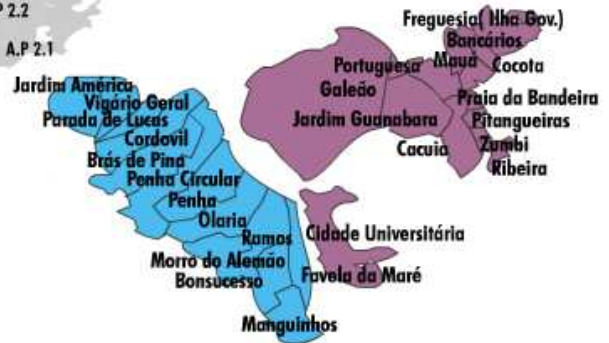 P 2.2
A.P 2.1
Freguesia( Ilha Gov.)
Bancários
Portuguesa
Mauá
Cocota
Galeão
Praia da Bandeira
Jardim Guanabara
Pitangueiras
Cacuia
Zumbi
Ribeira
Jardim América
Vigário Geral
Parada de Lucas
Cordovil
Brás de Pina
Penha Circular
Penha
Olaria
Ramos
Cidade Universitária
Morro do Alemão
Favela da Maré
Bonsucesso
Manguinhos